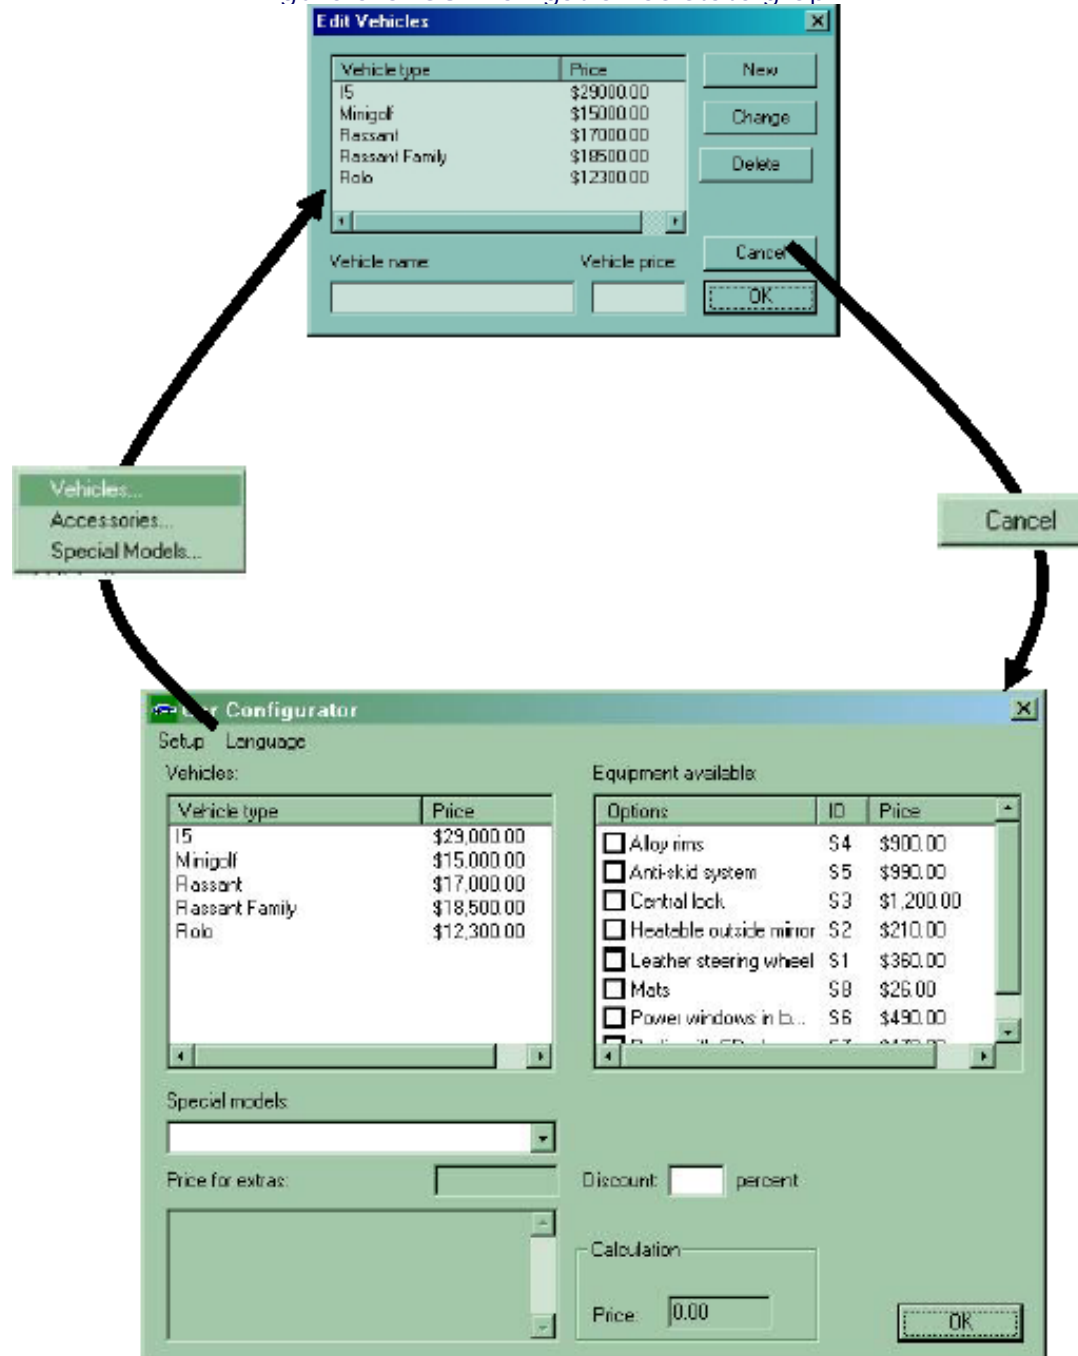 Edit Vehicles
Vehicle type Price
I5 $29000.00
Minigolf $15000.00
Rassant $17000.00
Rassant Family $18500.00
Rolo $12300.00
New
Change
Delete
Cancel
OK
Vehicle name: Vehicle price:
Vehicles...
Accessories...
Special Models...
Cancel
Car Configurator
Setup Language
Vehicles:
Vehicle type Price
I5 $29,000.00
Minigolf $15,000.00
Rassant $17,000.00
Rassant Family $18,500.00
Rolo $12,300.00
Equipment available:
Options ID Price
Alloy rims S4 $900.00
Anti-skid system S5 $990.00
Central lock S3 $1,200.00
Heatable outside mirror S2 $210.00
Leather steering wheel S1 $360.00
Mats S8 $26.00
Power windows in b... S6 $490.00
Special models:
Price for extras:
Discount: percent
Calculation
Price: 0.00
OK